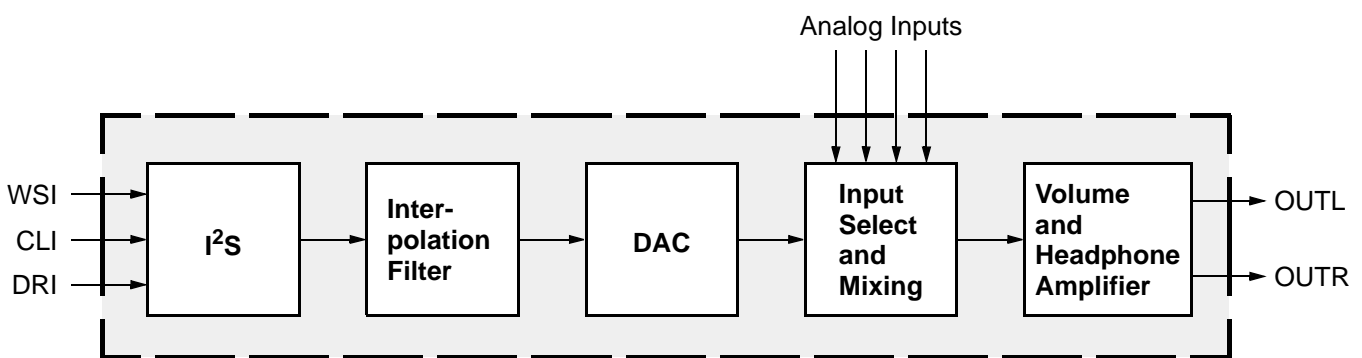 Analog Inputs
WSI
CLI
DRI
I²S
Inter-
polation
Filter
DAC
Input
Select
and
Mixing
Volume
and
Headphone
Amplifier
OUTL
OUTR